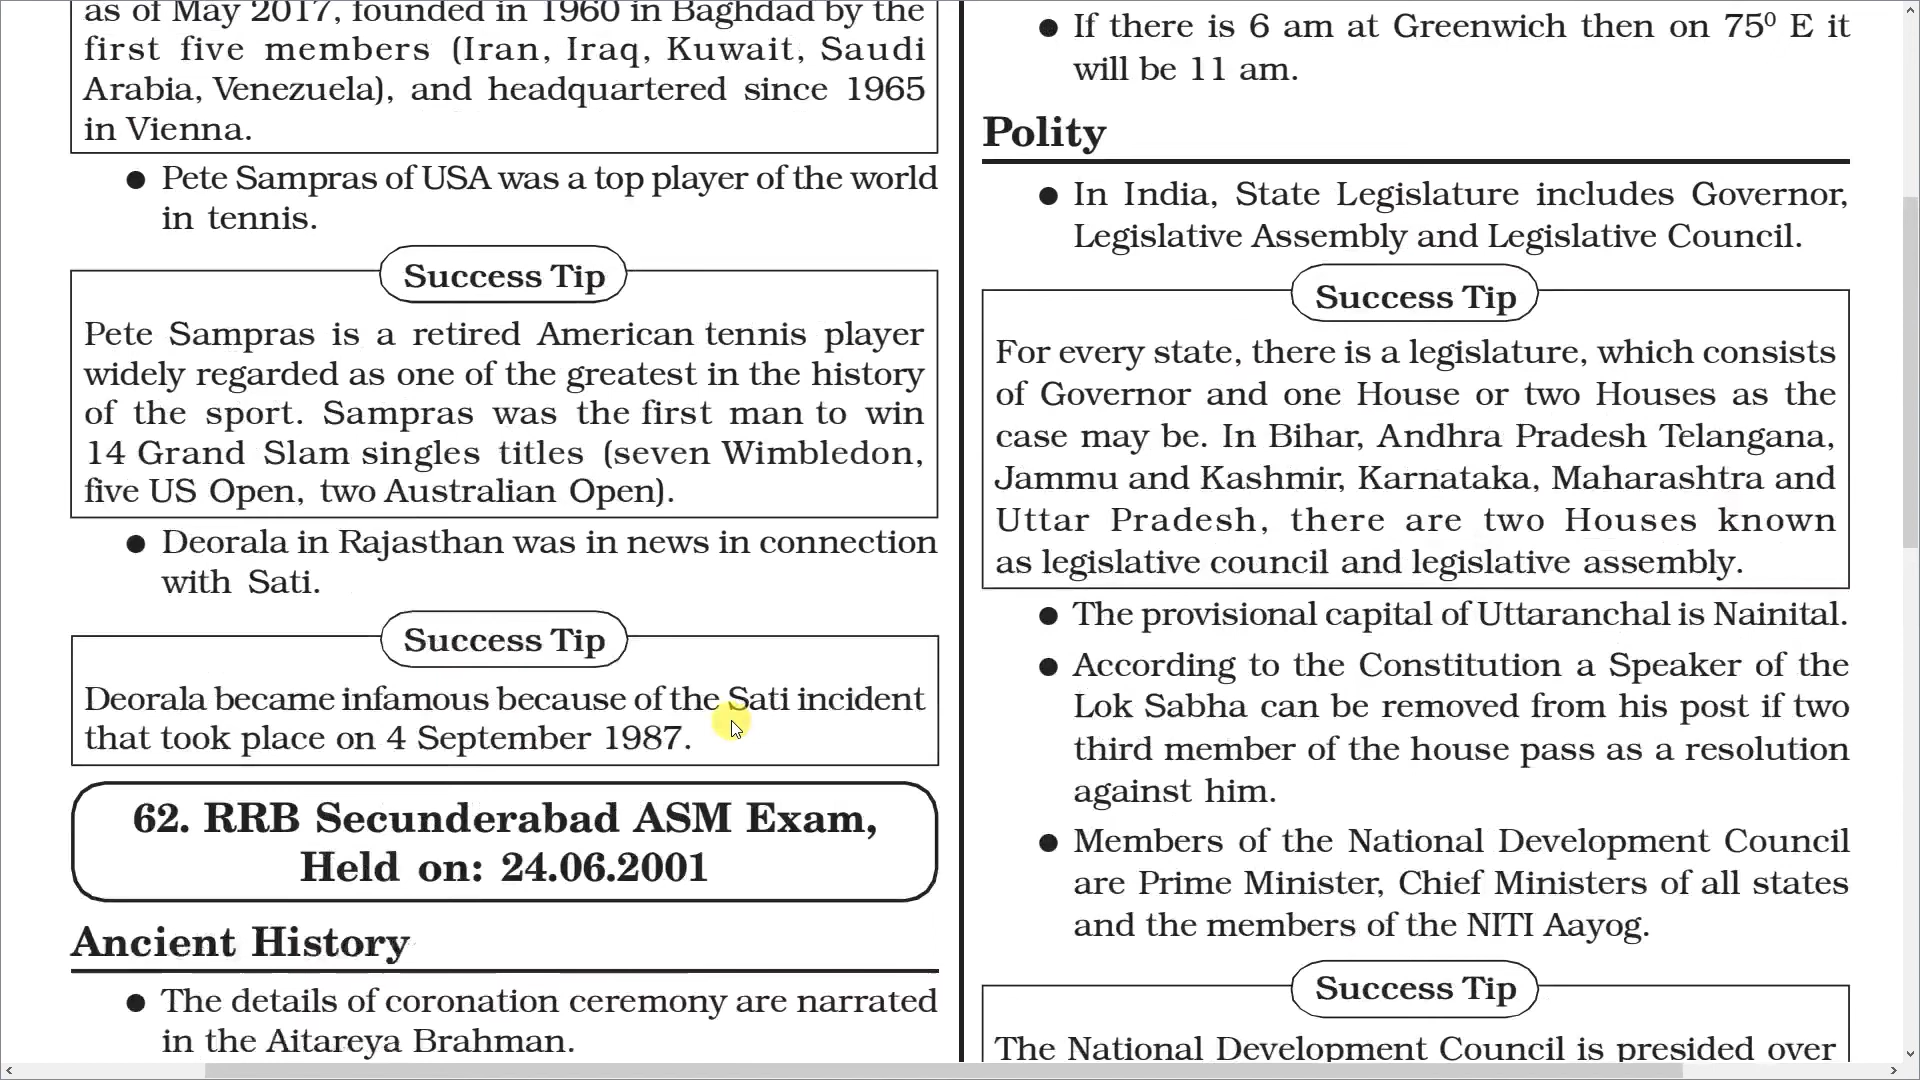 as of May 2017, founded in 1960 in Baghdad by the
first five members (Iran, Iraq, Kuwait, Saudi
Arabia, Venezuela), and headquartered since 1965
in Vienna.
● Pete Sampras of USA was a top player of the world
in tennis.
Success Tip
Pete Sampras is a retired American tennis player
widely regarded as one of the greatest in the history
of the sport. Sampras was the first man to win
14 Grand Slam singles titles (seven Wimbledon,
five US Open, two Australian Open).
● Deorala in Rajasthan was in news in connection
with Sati.
Success Tip
Deorala became infamous because of the Sati incident
that took place on 4 September 1987.
62. RRB Secunderabad ASM Exam,
Held on: 24.06.2001
Ancient History
● The details of coronation ceremony are narrated
in the Aitareya Brahman.
● If there is 6 am at Greenwich then on 75⁰ E it
will be 11 am.
Polity
● In India, State Legislature includes Governor,
Legislative Assembly and Legislative Council.
Success Tip
For every state, there is a legislature, which consists
of Governor and one House or two Houses as the
case may be. In Bihar, Andhra Pradesh Telangana,
Jammu and Kashmir, Karnataka, Maharashtra and
Uttar Pradesh, there are two Houses known
as legislative council and legislative assembly.
● The provisional capital of Uttaranchal is Nainital.
● According to the Constitution a Speaker of the
Lok Sabha can be removed from his post if two
third member of the house pass as a resolution
against him.
● Members of the National Development Council
are Prime Minister, Chief Ministers of all states
and the members of the NITI Aayog.
Success Tip
The National Development Council is presided over